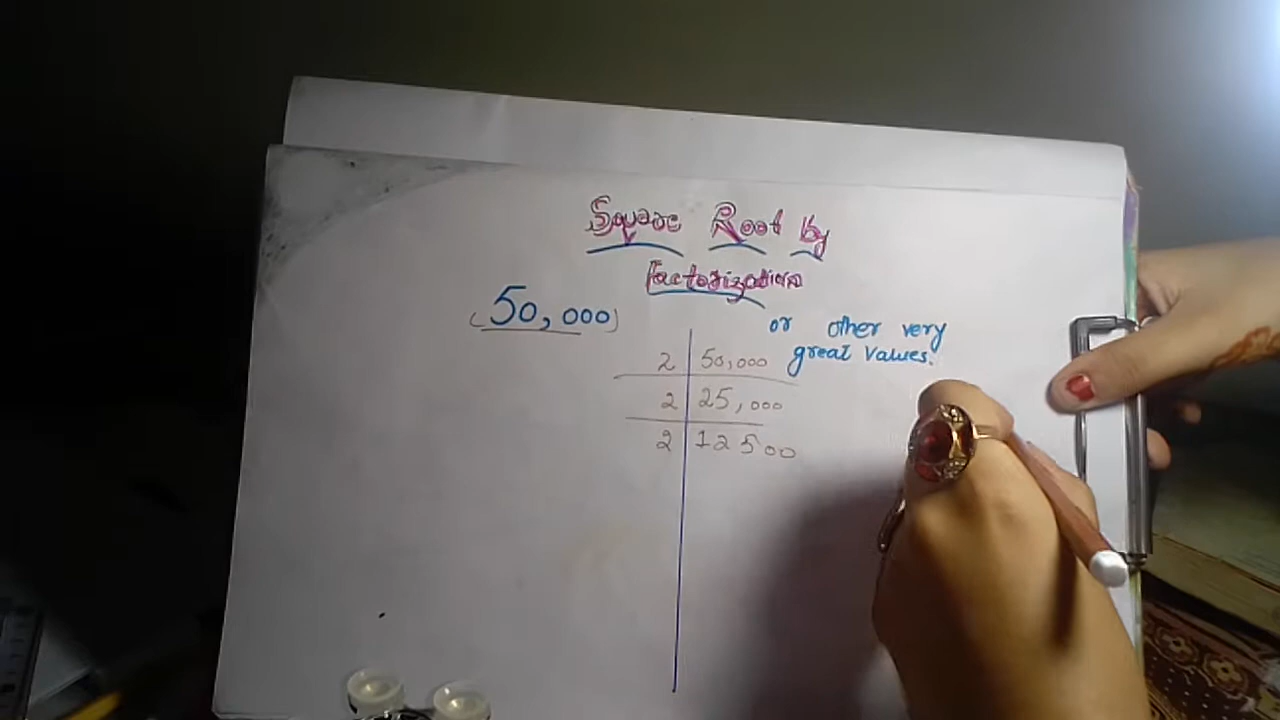 Square Root by
Factorization
(50,000)
or other very
great values.
2 | 50,000
2 | 25,000
2 | 12500